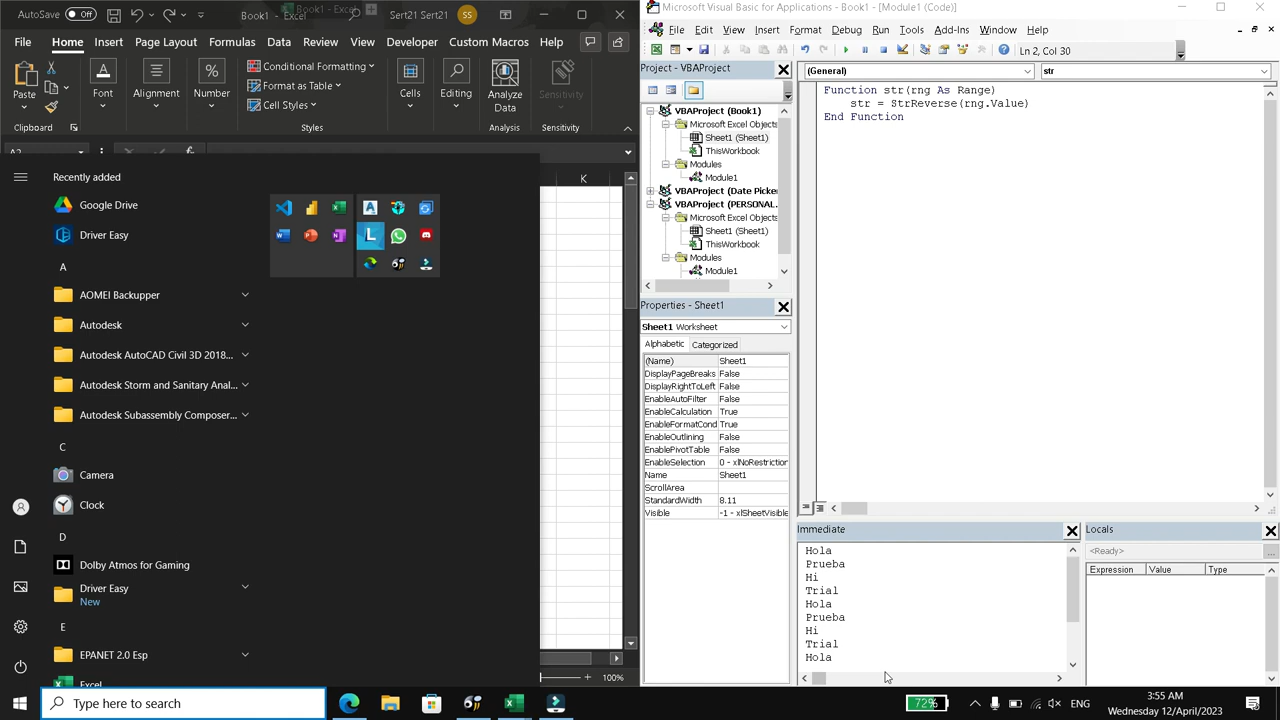 AutoSave Off
Book1 - Excel
Book1 - Excel
Sert21 Sert21
SS
File Home Insert Page Layout Formulas Data Review View Developer Custom Macros Help
Paste
Font
Alignment
Number
Conditional Formatting
Format as Table
Cell Styles
Cells
Editing
Analyze
Data
Sensitivity
Clipboard
Styles
Analysis
Sensitivity
K
100%
Recently added
Google Drive
Driver Easy
A
AOMEI Backupper
Autodesk
Autodesk AutoCAD Civil 3D 2018...
Autodesk Storm and Sanitary Anal...
Autodesk Subassembly Composer...
C
Camera
Clock
D
Dolby Atmos for Gaming
Driver Easy
New
E
EPANET 2.0 Esp
Excel
Microsoft Visual Basic for Applications - Book1 - [Module1 (Code)]
File Edit View Insert Format Debug Run Tools Add-Ins Window Help
Ln 2, Col 30
Project - VBAProject
VBAProject (Book1)
Microsoft Excel Objects
Sheet1 (Sheet1)
ThisWorkbook
Modules
Module1
VBAProject (Date Picker
VBAProject (PERSONAL.
Microsoft Excel Objects
Sheet1 (Sheet1)
ThisWorkbook
Modules
Module1
Properties - Sheet1
Sheet1 Worksheet
Alphabetic Categorized
(Name) Sheet1
DisplayPageBreaks False
DisplayRightToLeft False
EnableAutoFilter False
EnableCalculation True
EnableFormatCond True
EnableOutlining False
EnablePivotTable False
EnableSelection 0 - xlNoRestriction
Name Sheet1
ScrollArea
StandardWidth 8.11
Visible -1 - xlSheetVisible
(General)
str
Function str(rng As Range)
str = StrReverse(rng.Value)
End Function
Immediate
Hola
Prueba
Hi
Trial
Hola
Prueba
Hi
Trial
Hola
Locals
<Ready>
Expression Value Type
Type here to search
72%
ENG
3:55 AM
Wednesday 12/April/2023